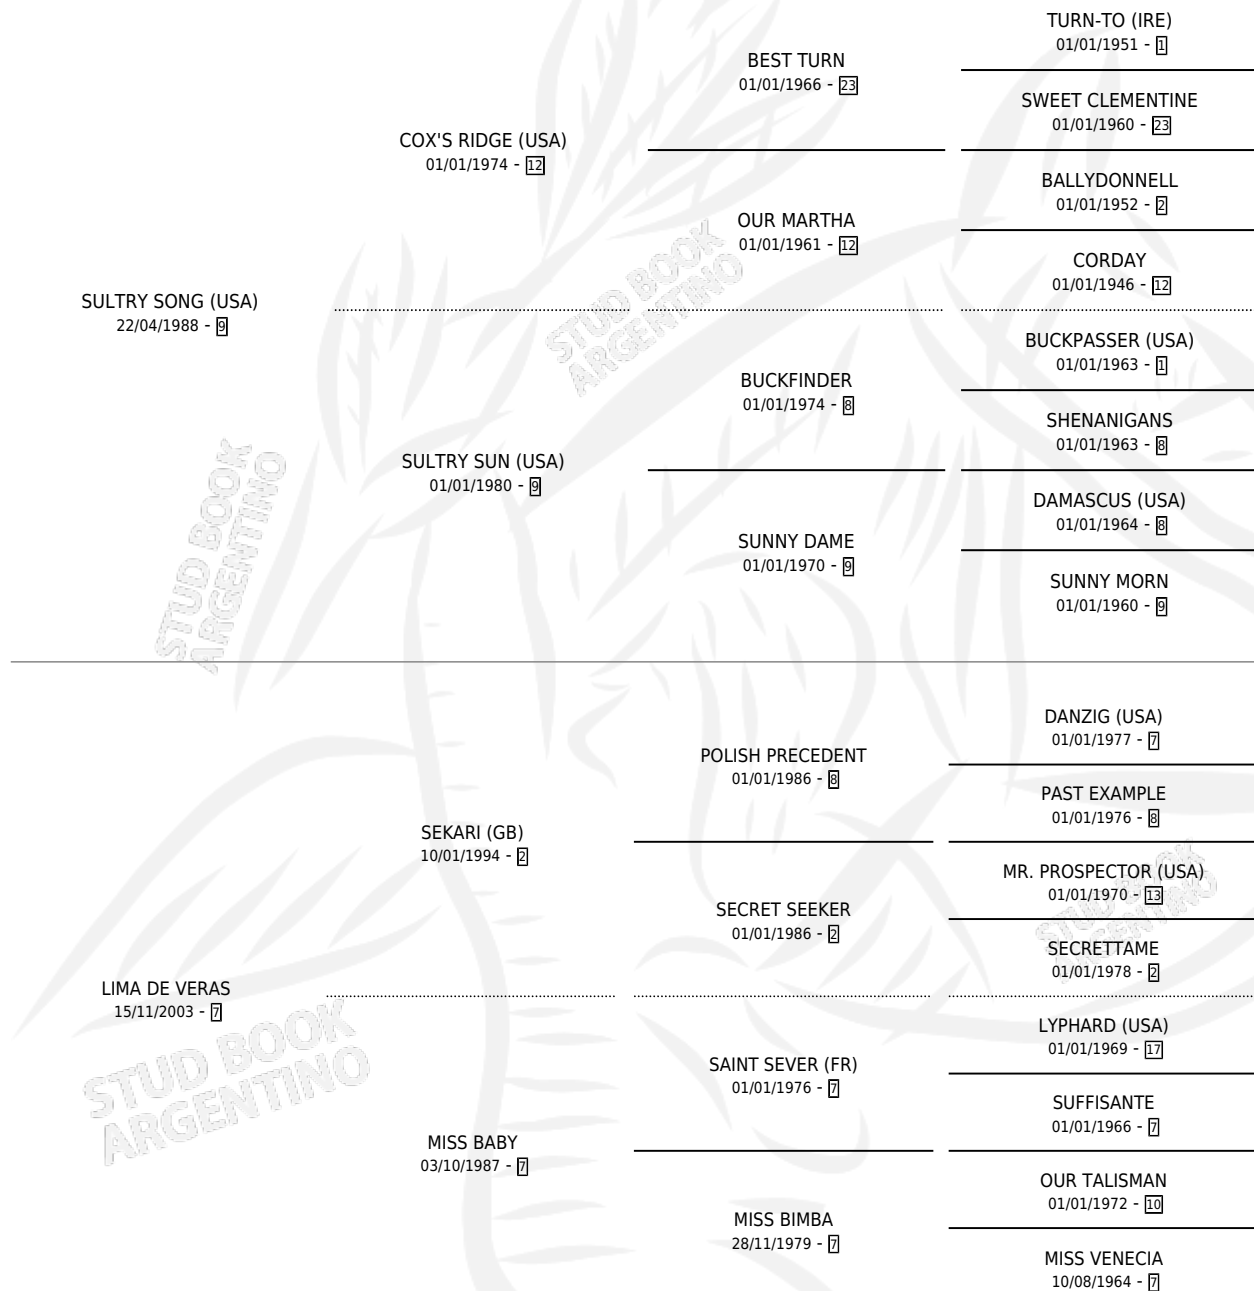 TURN-TO (IRE)
01/01/1951 - 1
BEST TURN
01/01/1966 - 23
SWEET CLEMENTINE
01/01/1960 - 23
COX'S RIDGE (USA)
01/01/1974 - 12
BALLYDONNELL
01/01/1952 - 2
OUR MARTHA
01/01/1961 - 12
CORDAY
01/01/1946 - 12
SULTRY SONG (USA)
22/04/1988 - 9
BUCKPASSER (USA)
01/01/1963 - 1
BUCKFINDER
01/01/1974 - 8
SHENANIGANS
01/01/1963 - 8
SULTRY SUN (USA)
01/01/1980 - 9
DAMASCUS (USA)
01/01/1964 - 8
SUNNY DAME
01/01/1970 - 9
SUNNY MORN
01/01/1960 - 9
DANZIG (USA)
01/01/1977 - 7
POLISH PRECEDENT
01/01/1986 - 8
PAST EXAMPLE
01/01/1976 - 8
SEKARI (GB)
10/01/1994 - 2
MR. PROSPECTOR (USA)
01/01/1970 - 13
SECRET SEEKER
01/01/1986 - 2
SECRETTAME
01/01/1978 - 2
LIMA DE VERAS
15/11/2003 - 7
LYPHARD (USA)
01/01/1969 - 17
SAINT SEVER (FR)
01/01/1976 - 7
SUFFISANTE
01/01/1966 - 7
MISS BABY
03/10/1987 - 7
OUR TALISMAN
01/01/1972 - 10
MISS BIMBA
28/11/1979 - 7
MISS VENECIA
10/08/1964 - 7
STUD BOOK
ARGENTINO
STUD BOOK
ARGENTINO
STUD BOOK
ARGENTINO
STUD BOOK
ARGENTINO